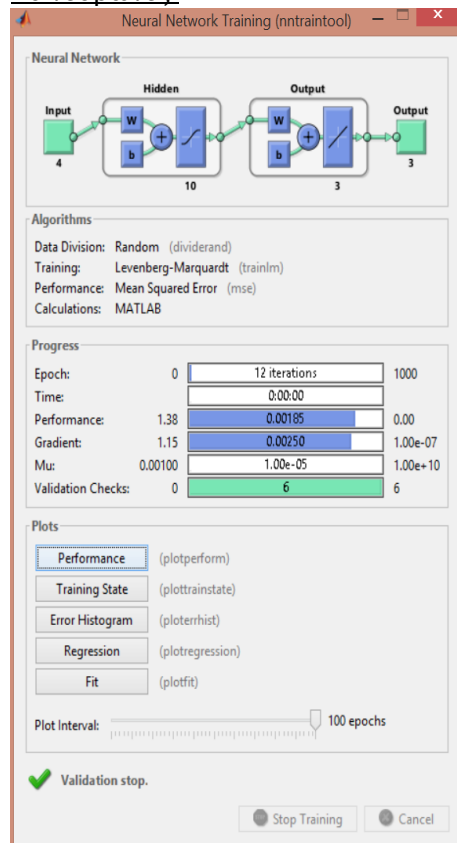 Neural Network Training (nntraintool)
Neural Network
Hidden
Output
Input
W
W
Output
4
b
b
3
10
3
Algorithms
Data Division: Random (dividerand)
Training: Levenberg-Marquardt (trainlm)
Performance: Mean Squared Error (mse)
Calculations: MATLAB
Progress
Epoch: 0 12 iterations 1000
Time: 0:00:00
Performance: 1.38 0.00185 0.00
Gradient: 1.15 0.00250 1.00e-07
Mu: 0.00100 1.00e-05 1.00e+10
Validation Checks: 0 6 6
Plots
Performance (plotperform)
Training State (plottrainstate)
Error Histogram (ploterrhist)
Regression (plotregression)
Fit (plotfit)
Plot Interval: 100 epochs
Validation stop.
Stop Training Cancel